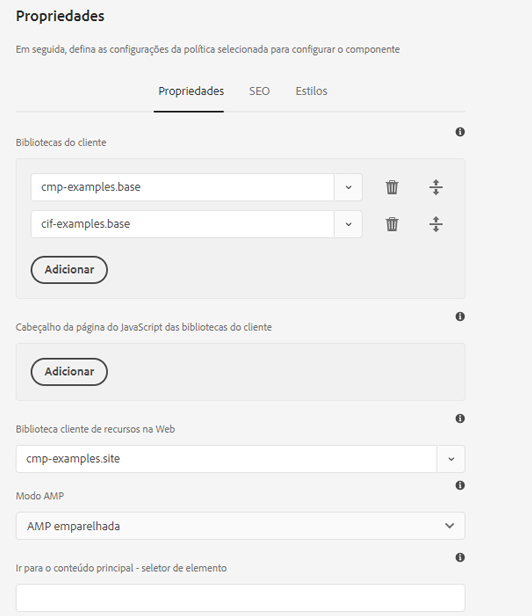 Propriedades
Em seguida, defina as configurações da política selecionada para configurar o componente
Propriedades SEO Estilos
Bibliotecas do cliente
cmp-examples.base
cif-examples.base
Adicionar
Cabeçalho da página do JavaScript das bibliotecas do cliente
Adicionar
Biblioteca cliente de recursos na Web
cmp-examples.site
Modo AMP
AMP emparelhada
Ir para o conteúdo principal - seletor de elemento